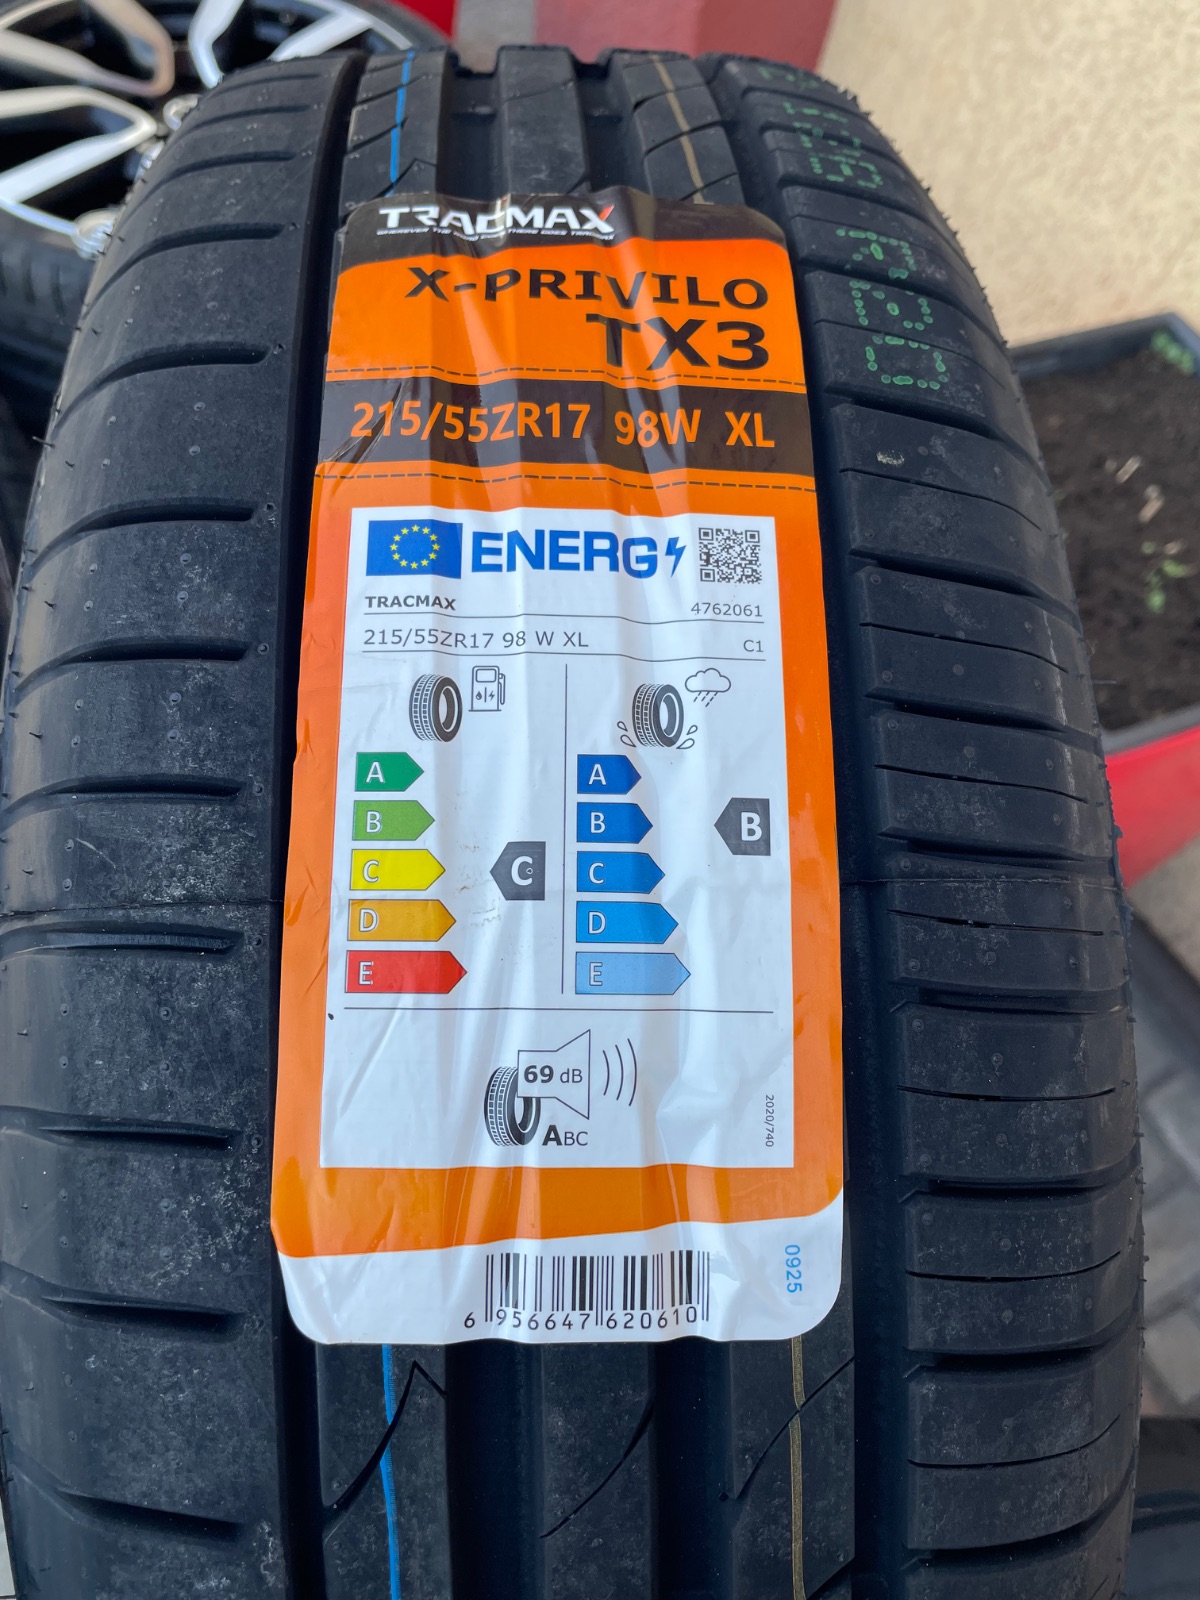 TRACMAX
X-PRIVILO
TX3
215/55ZR17 98W XL
ENERG
TRACMAX 4762061
215/55ZR17 98 W XL C1
A A
B B B
C C C
D D
E E
69 dB
ABC
2020/740
0925
6 956647 620610